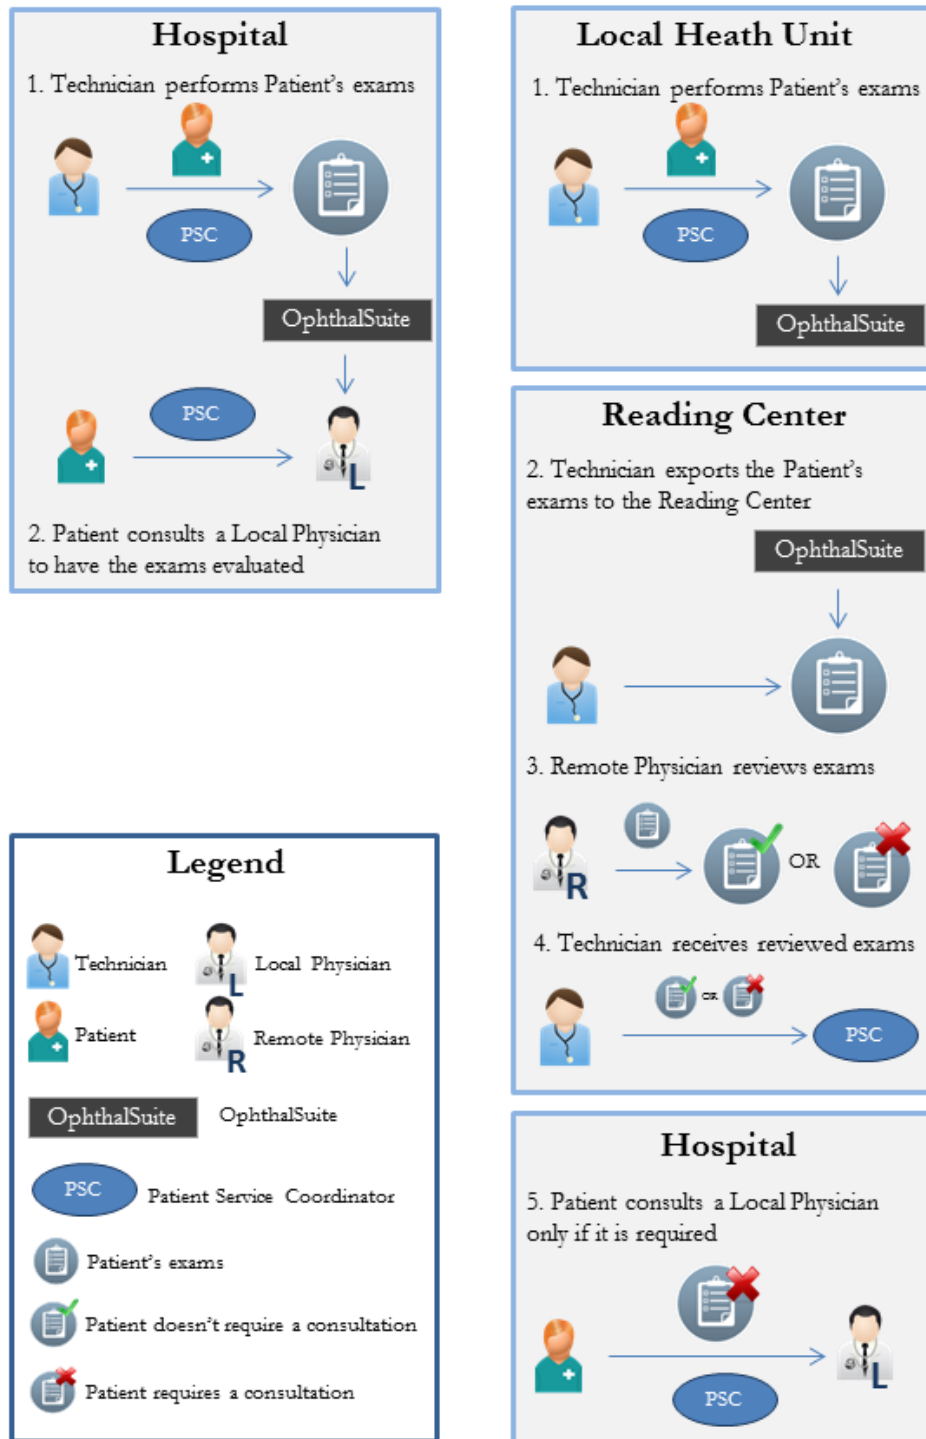 Hospital
1. Technician performs Patient's exams
PSC
OphthalSuite
PSC
L
2. Patient consults a Local Physician
to have the exams evaluated
Local Heath Unit
1. Technician performs Patient's exams
PSC
OphthalSuite
Reading Center
2. Technician exports the Patient's
exams to the Reading Center
OphthalSuite
3. Remote Physician reviews exams
R
OR
4. Technician receives reviewed exams
OR
PSC
Hospital
5. Patient consults a Local Physician
only if it is required
L
PSC
Legend
Technician
L
Local Physician
Patient
R
Remote Physician
OphthalSuite
OphthalSuite
PSC
Patient Service Coordinator
Patient's exams
Patient doesn't require a consultation
Patient requires a consultation